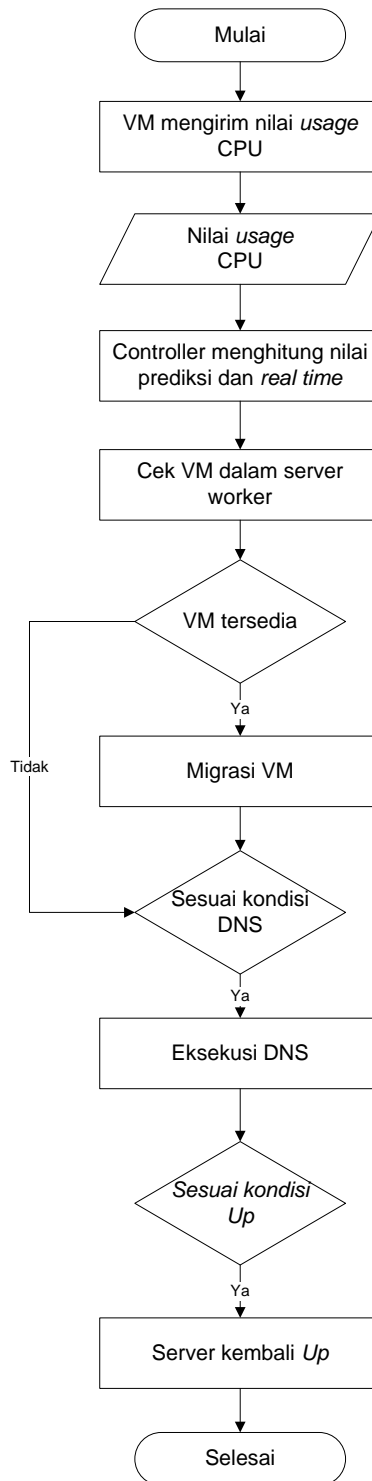 Mulai
VM mengirim nilai usage
CPU
Nilai usage
CPU
Controller menghitung nilai
prediksi dan real time
Cek VM dalam server
worker
VM tersedia
Ya
Migrasi VM
Tidak
Sesuai kondisi
DNS
Ya
Eksekusi DNS
Sesuai kondisi
Up
Ya
Server kembali Up
Selesai